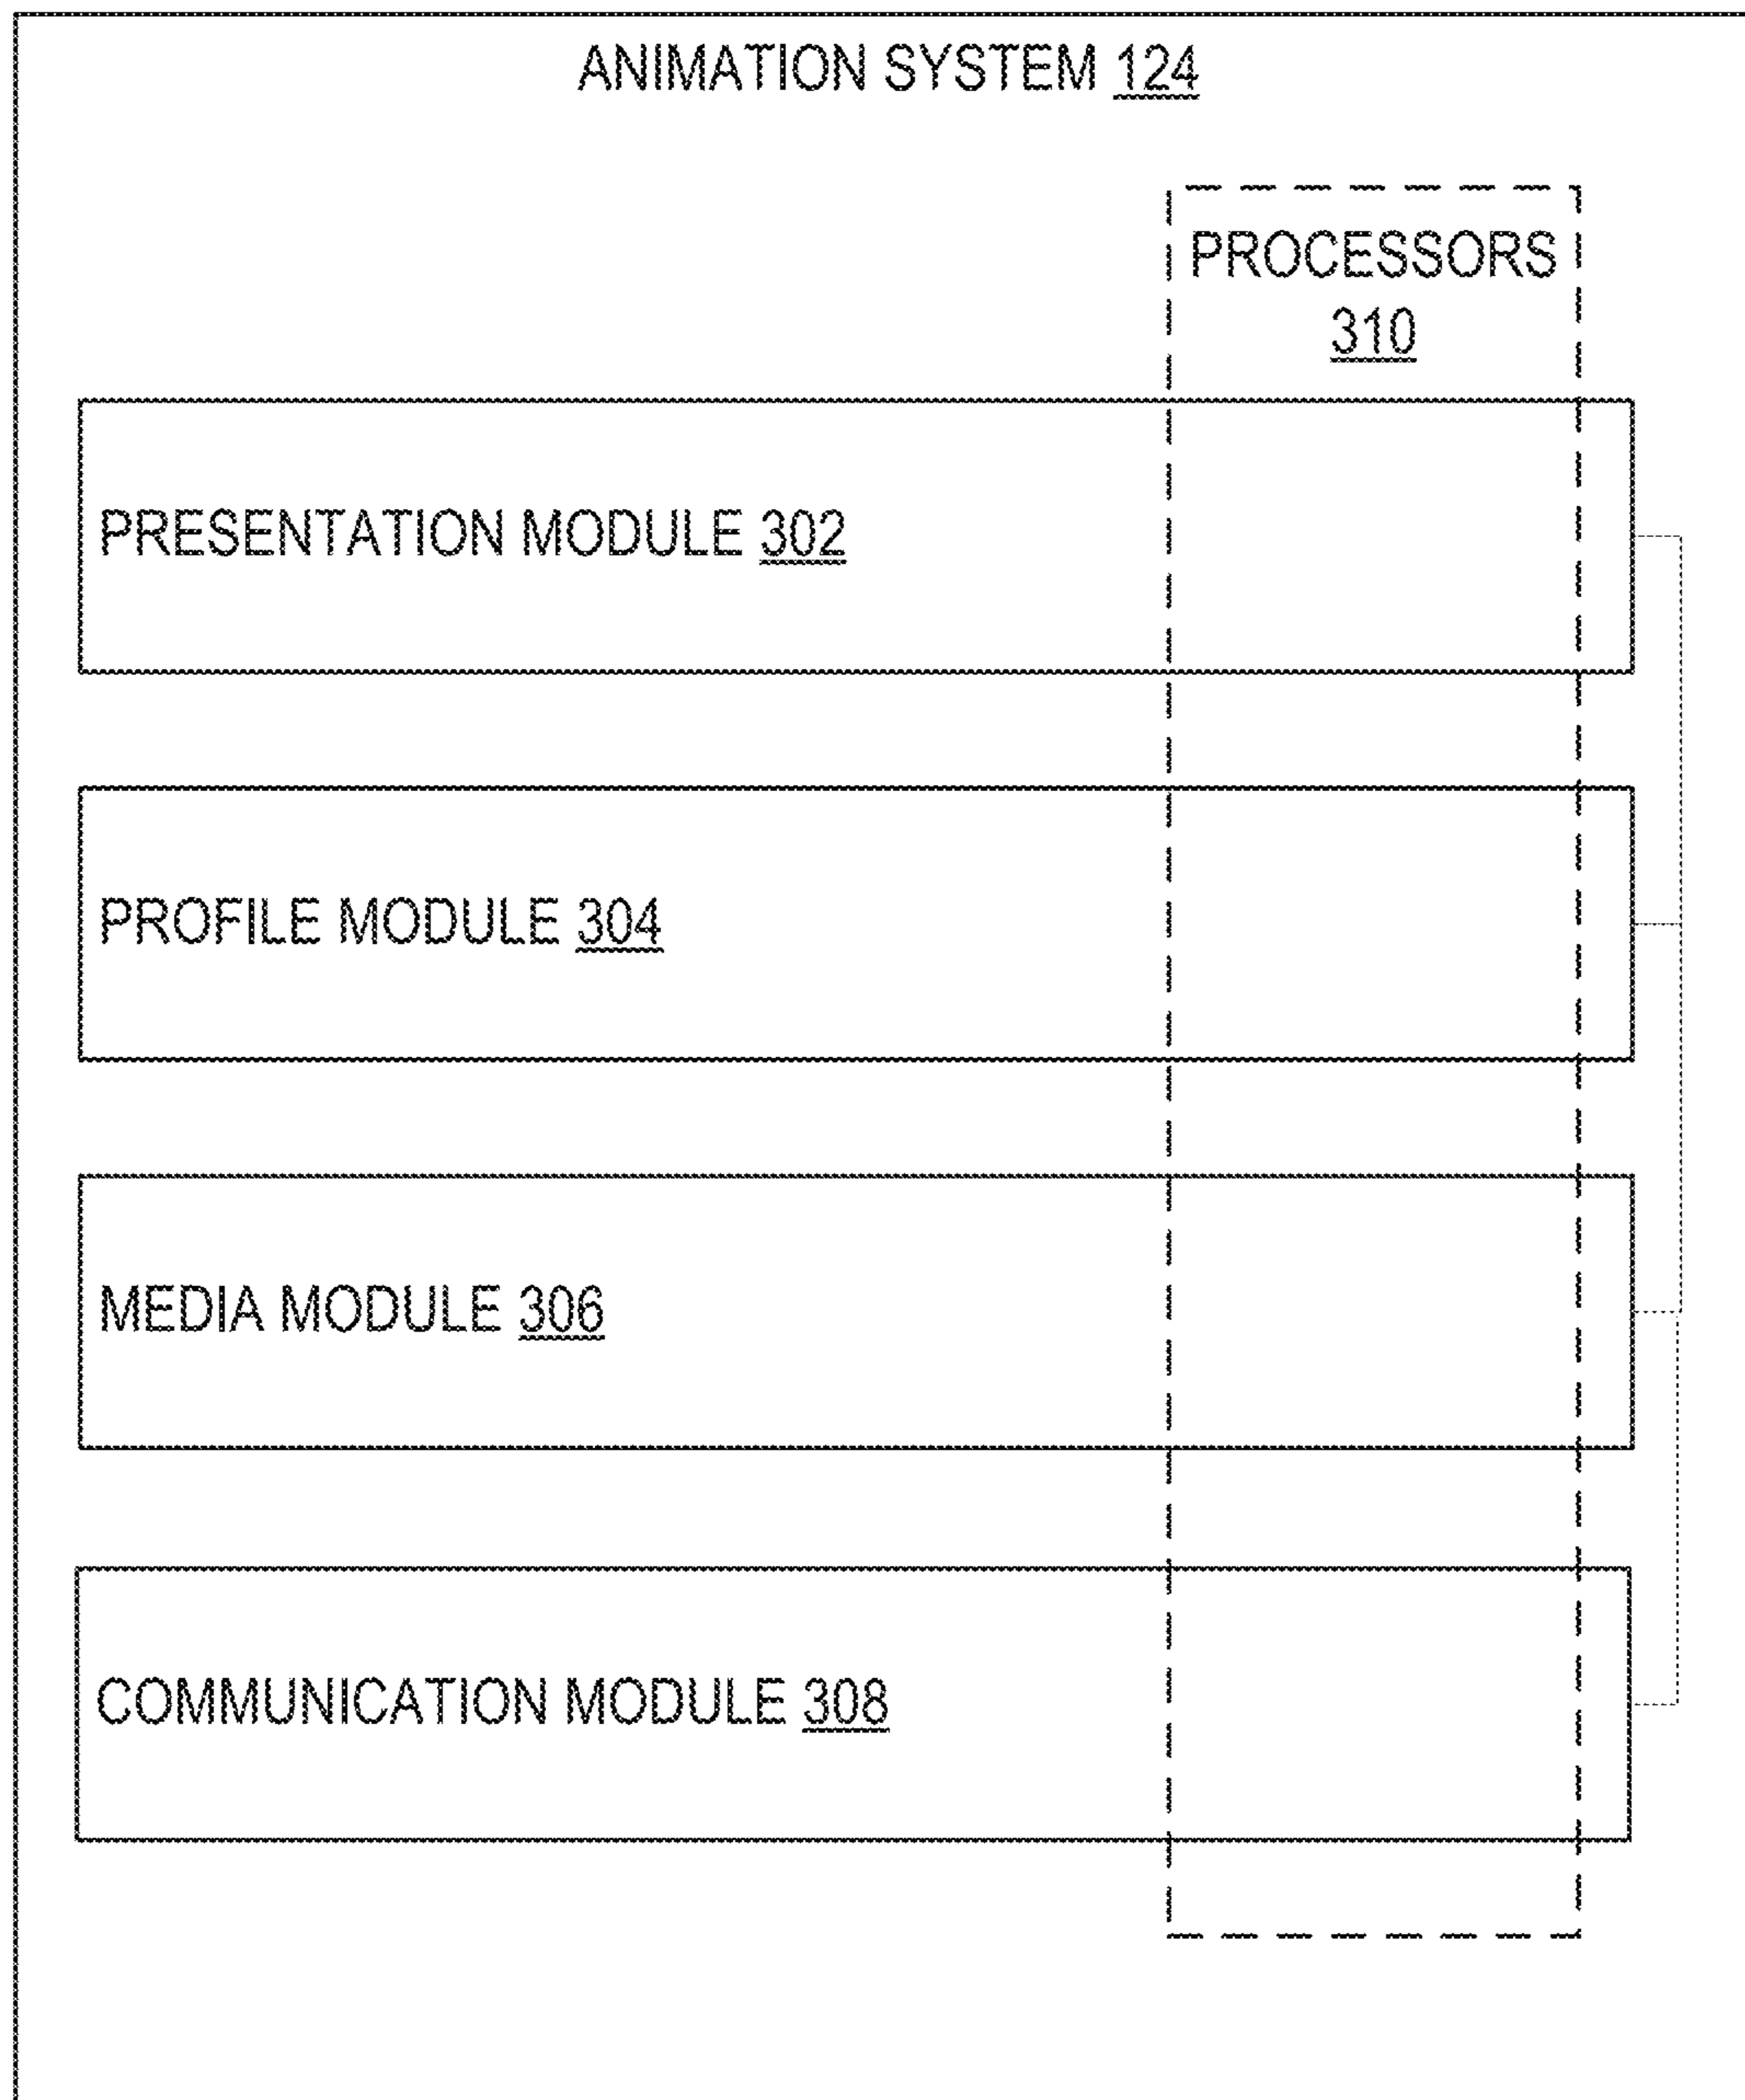 ANIMATION SYSTEM 124
PROCESSORS
310
PRESENTATION MODULE 302
PROFILE MODULE 304
MEDIA MODULE 306
COMMUNICATION MODULE 308